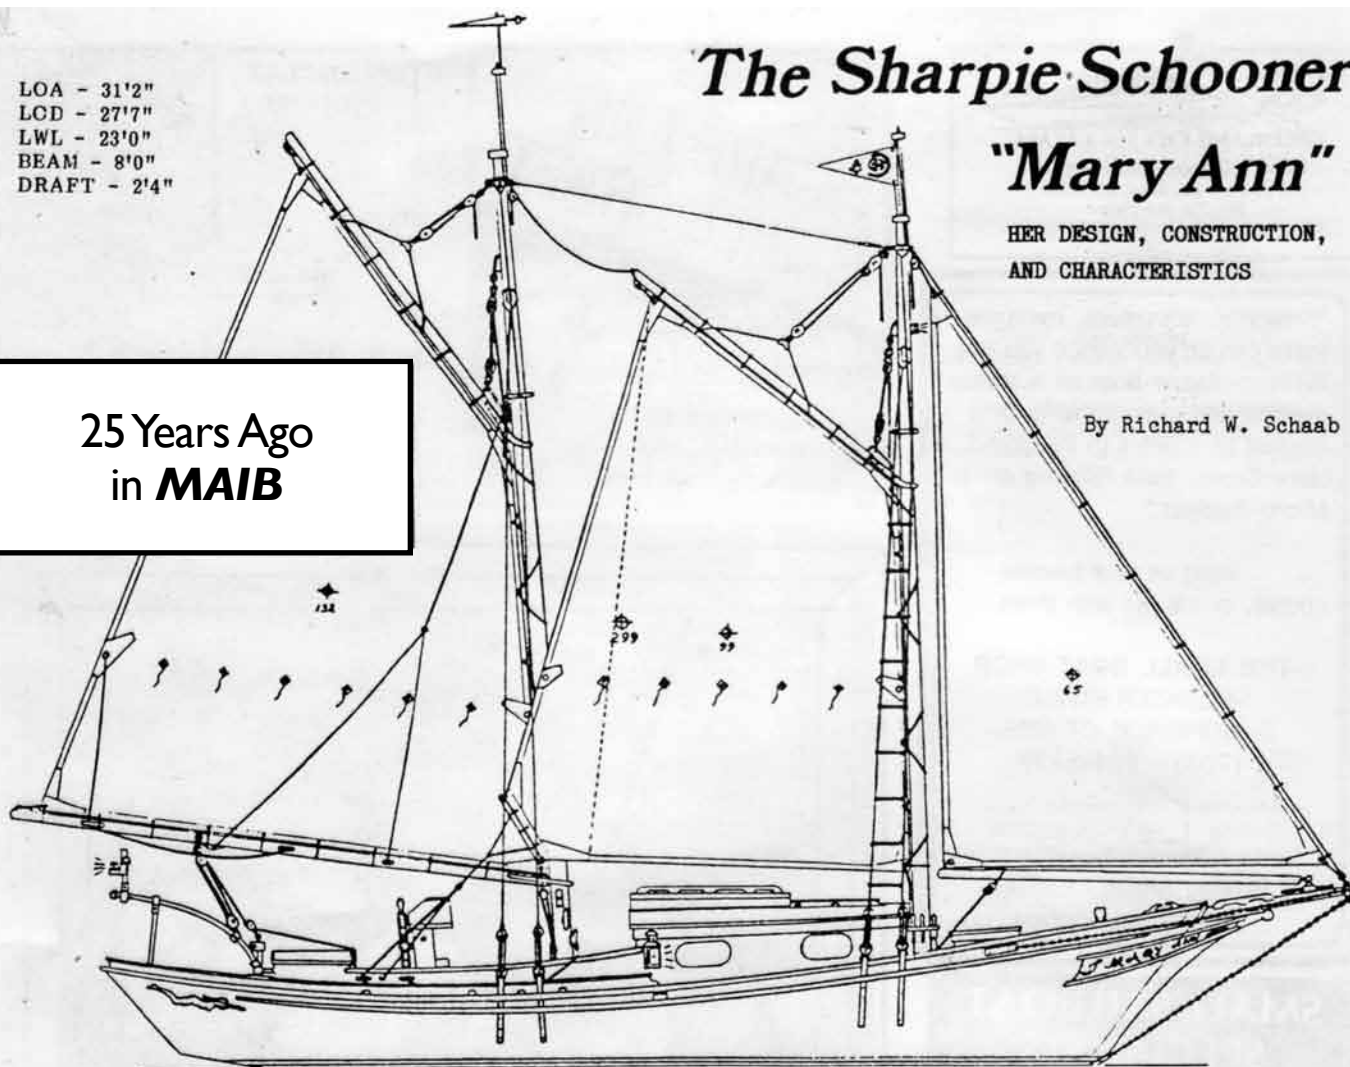 LOA - 31'2"
LCD - 27'7"
LWL - 23'0"
BEAM - 8'0"
DRAFT - 2'4"
The Sharpie Schooner
"Mary Ann"
HER DESIGN, CONSTRUCTION,
AND CHARACTERISTICS
By Richard W. Schaab
25 Years Ago
in MAIB
132
299
99
65